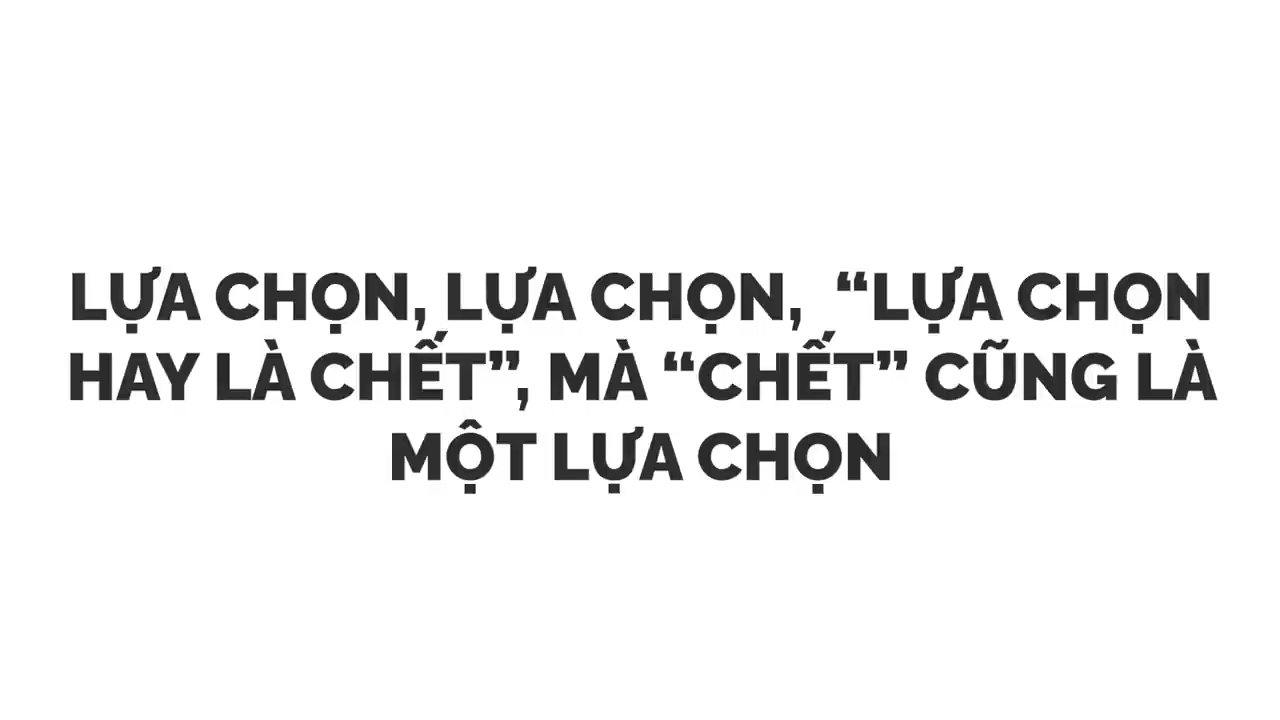 LỰA CHỌN, LỰA CHỌN,  “LỰA CHỌN
HAY LÀ CHẾT”, MÀ “CHẾT” CŨNG LÀ
MỘT LỰA CHỌN